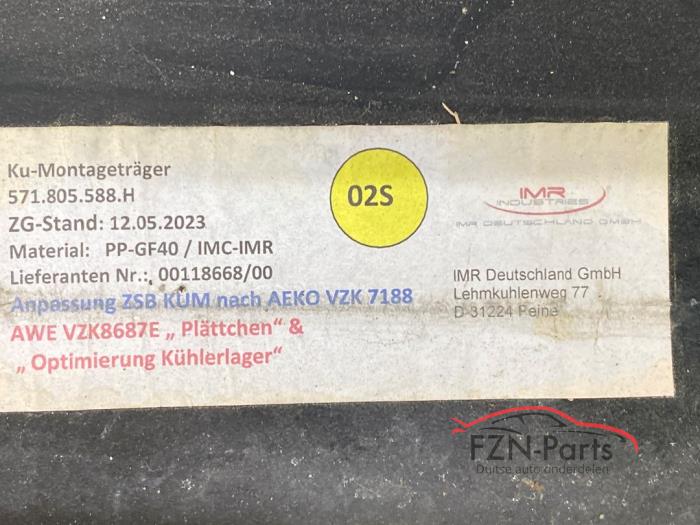 Ku-Montageträger
571.805.588.H
ZG-Stand: 12.05.2023
Material: PP-GF40 / IMC-IMR
Lieferanten Nr.:, 00118668/00
Anpassung ZSB KUM nach AEKO VZK 7188
AWE VZK8687E „ Plättchen“ &
„ Optimierung Kühlerlager“
02S
IMR
INDUSTRIES
IMR DEUTSCHLAND GMBH
IMR Deutschland GmbH
Lehmkuhlenweg 77
D-31224 Peine
FZN-Parts
Duitse auto onderdelen